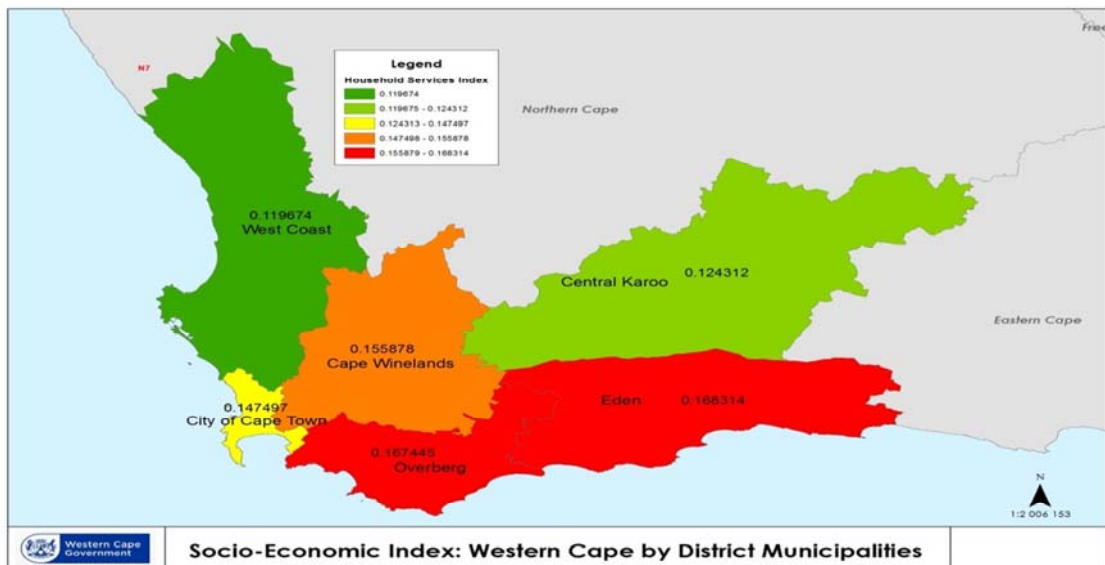 Free
N7
Legend
Household Services Index
0.119674
0.119675 - 0.124312
0.124313 - 0.147497
0.147498 - 0.155878
0.155879 - 0.168314
Northern Cape
0.119674
West Coast
Central Karoo 0.124312
Eastern Cape
0.155878
Cape Winelands
0.147497
City of Cape Town
Eden 0.168314
0.167445
Overberg
N
1:2 006 153
Western Cape
Government
Socio-Economic Index: Western Cape by District Municipalities